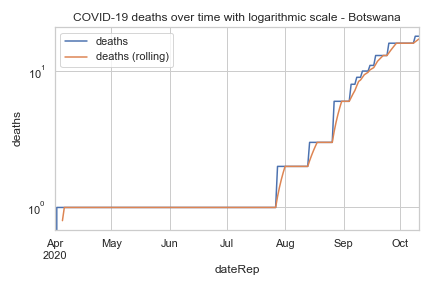 COVID-19 deaths over time with logarithmic scale - Botswana
deaths
deaths (rolling)
10¹
10⁰
deaths
Apr May Jun Jul Aug Sep Oct
2020
dateRep